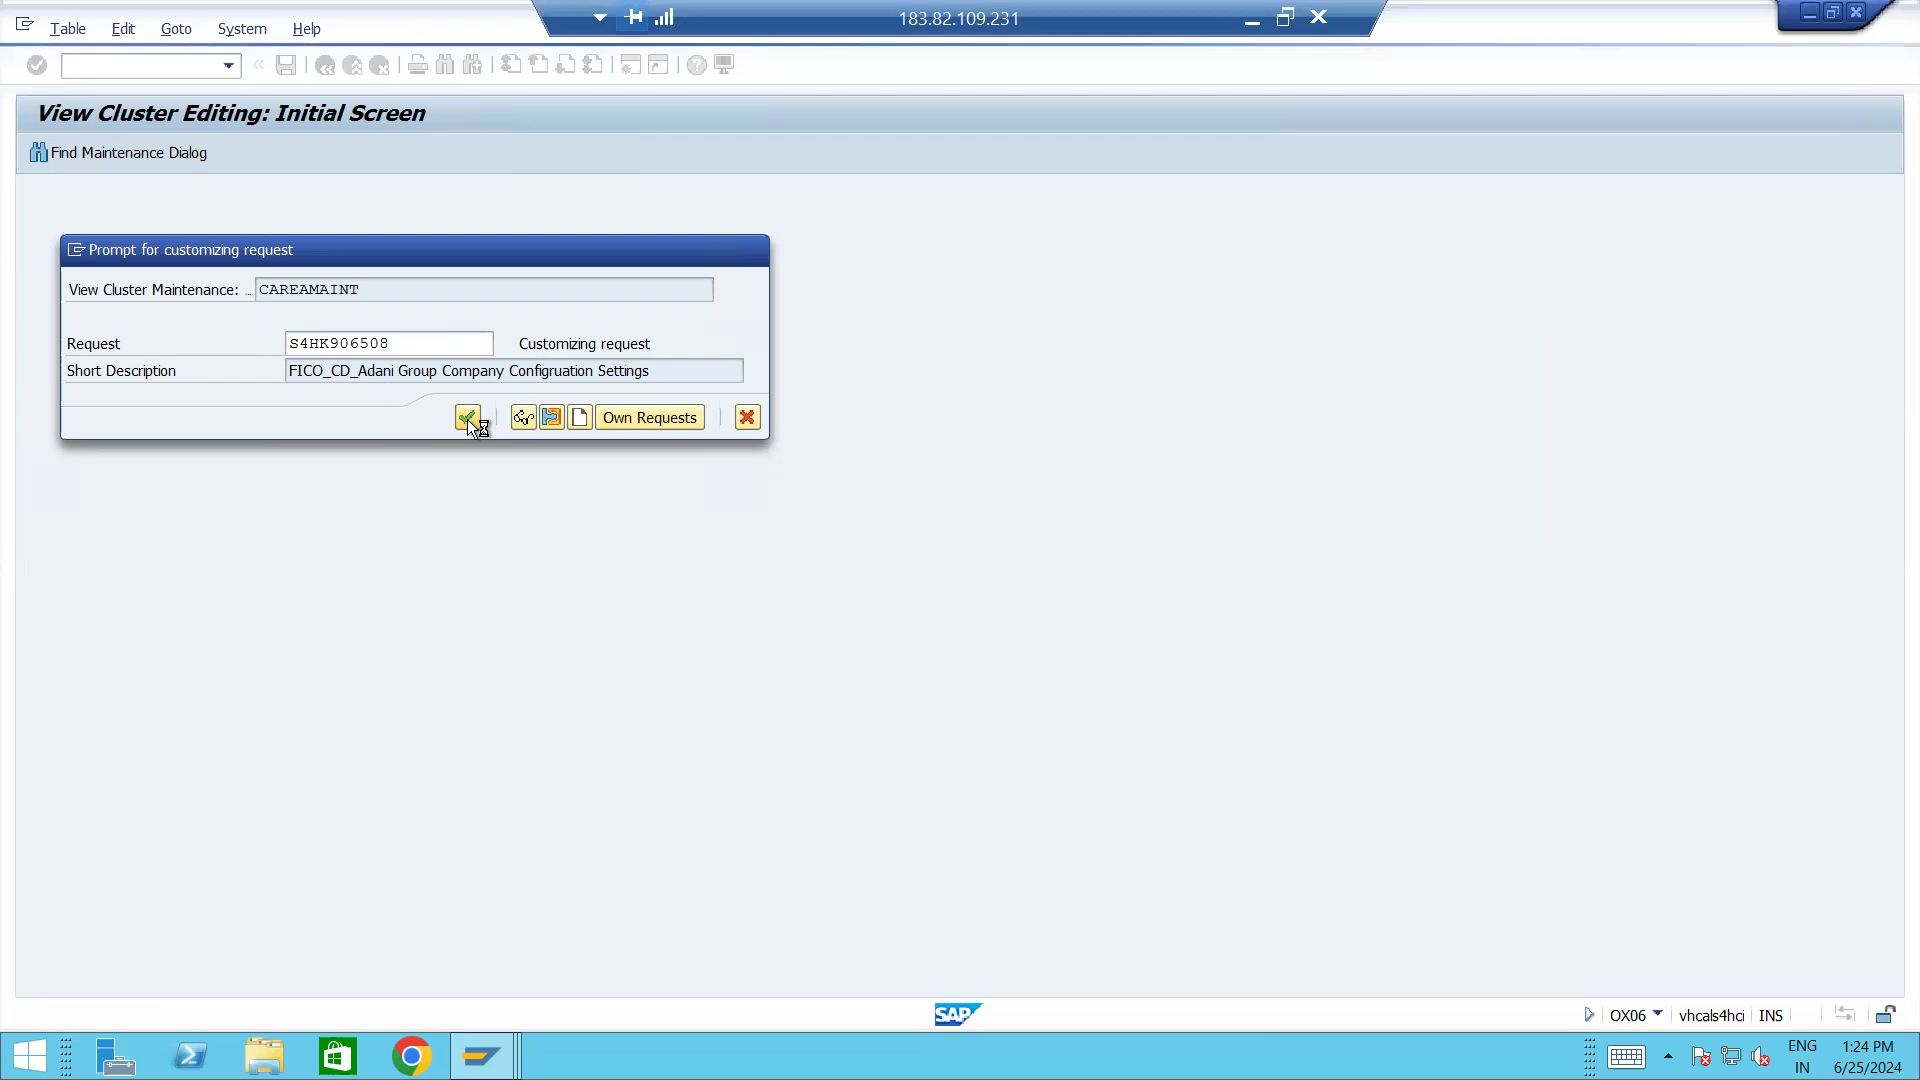 183.82.109.231
Table Edit Goto System Help
View Cluster Editing: Initial Screen
Find Maintenance Dialog
Prompt for customizing request
View Cluster Maintenance: ... CAREAMAINT
Request S4HK906508 Customizing request
Short Description FICO_CD_Adani Group Company Configruation Settings
Own Requests
SAP OX06 vhcals4hci INS
ENG 1:24 PM
IN 6/25/2024